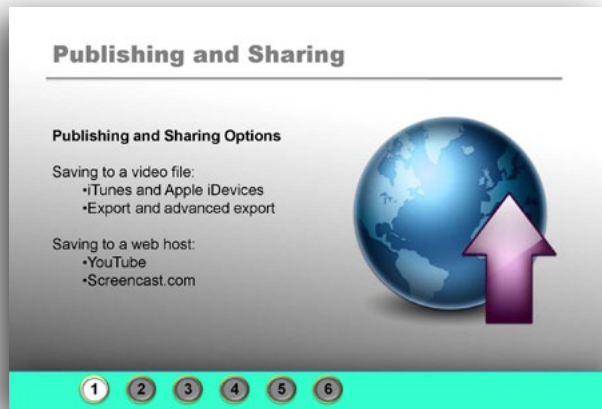 Publishing and Sharing
Publishing and Sharing Options
Saving to a video file:
•iTunes and Apple iDevices
•Export and advanced export
Saving to a web host:
•YouTube
•Screencast.com
1 2 3 4 5 6